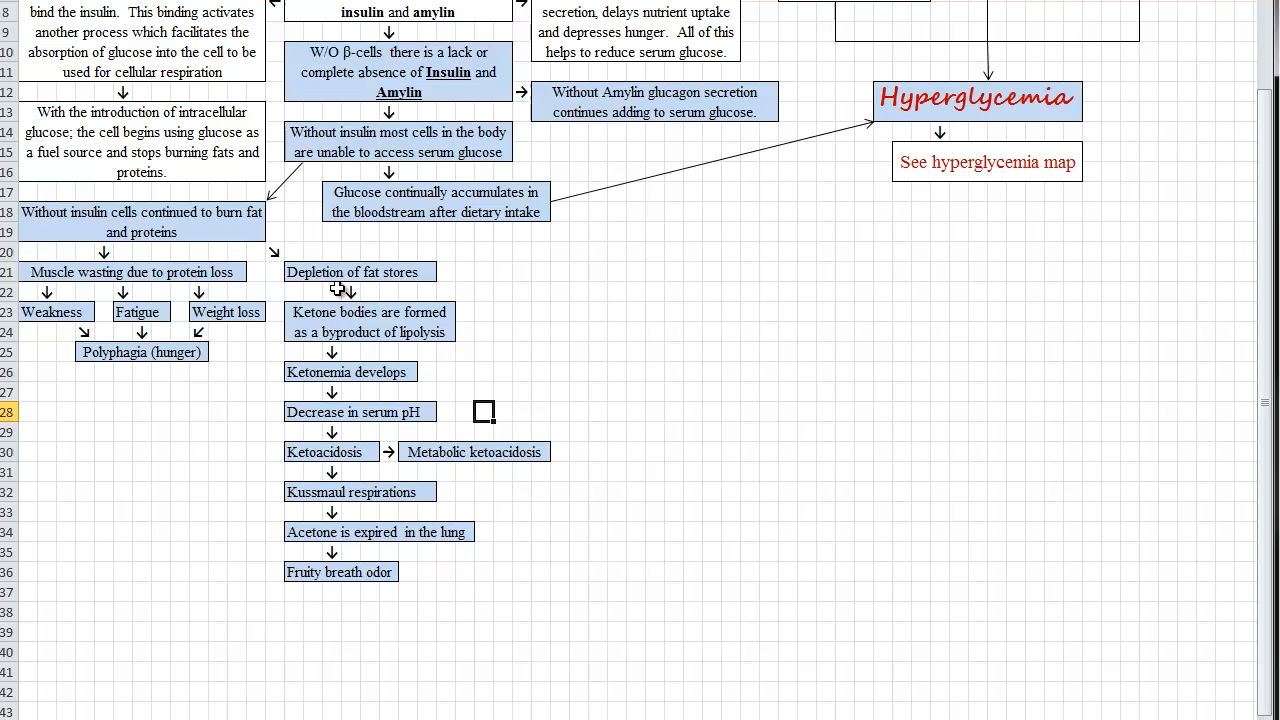 8
9
10
11
12
13
14
15
16
17
18
19
20
21
22
23
24
25
26
27
28
29
30
31
32
33
34
35
36
37
38
39
40
41
42
43
bind the insulin. This binding activates
another process which facilitates the
absorption of glucose into the cell to be
used for cellular respiration
↓
With the introduction of intracellular
glucose; the cell begins using glucose as
a fuel source and stops burning fats and
proteins.
insulin and amylin
↓
W/O β-cells there is a lack or
complete absence of Insulin and
Amylin
↓
Without insulin most cells in the body
are unable to access serum glucose
↓
Glucose continually accumulates in
the bloodstream after dietary intake
secretion, delays nutrient uptake
and depresses hunger. All of this
helps to reduce serum glucose.
→
Without Amylin glucagon secretion
continues adding to serum glucose.
Hyperglycemia
↓
See hyperglycemia map
Without insulin cells continued to burn fat
and proteins
↓ ↘
Muscle wasting due to protein loss
↓ ↓ ↓
Weakness Fatigue Weight loss
↘ ↓ ↙
Polyphagia (hunger)
Depletion of fat stores
↓
Ketone bodies are formed
as a byproduct of lipolysis
↓
Ketonemia develops
↓
Decrease in serum pH
↓
Ketoacidosis → Metabolic ketoacidosis
↓
Kussmaul respirations
↓
Acetone is expired in the lung
↓
Fruity breath odor